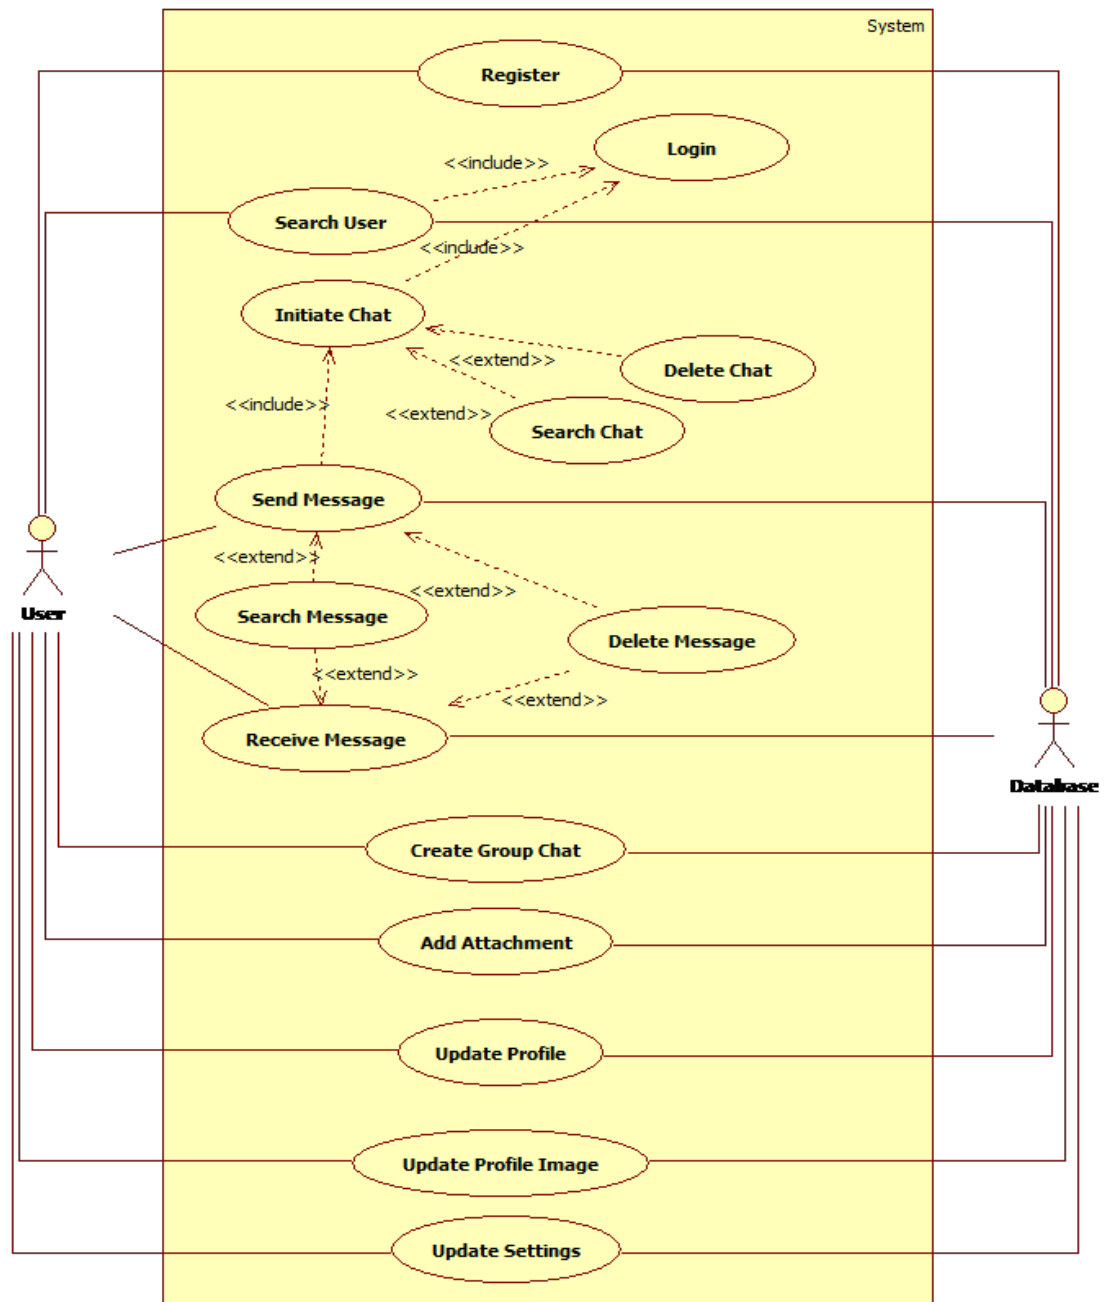 System
Register
Login
<<include>>
Search User
<<include>>
Initiate Chat
<<extend>>
Delete Chat
<<include>>
<<extend>>
Search Chat
Send Message
<<extend>>
<<extend>>
User
Search Message
Delete Message
<<extend>>
<<extend>>
Receive Message
Database
Create Group Chat
Add Attachment
Update Profile
Update Profile Image
Update Settings